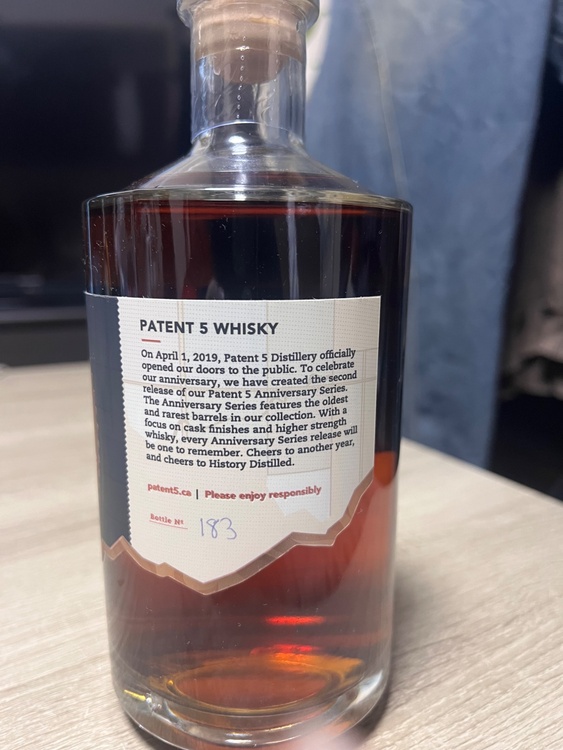 PATENT 5 WHISKY
On April 1, 2019, Patent 5 Distillery officially
opened our doors to the public. To celebrate
our anniversary, we have created the second
release of our Patent 5 Anniversary Series.
The Anniversary Series features the oldest
and rarest barrels in our collection. With a
focus on cask finishes and higher strength
whisky, every Anniversary Series release will
be one to remember. Cheers to another year,
and cheers to History Distilled.
patent5.ca | Please enjoy responsibly
Bottle Nº 183